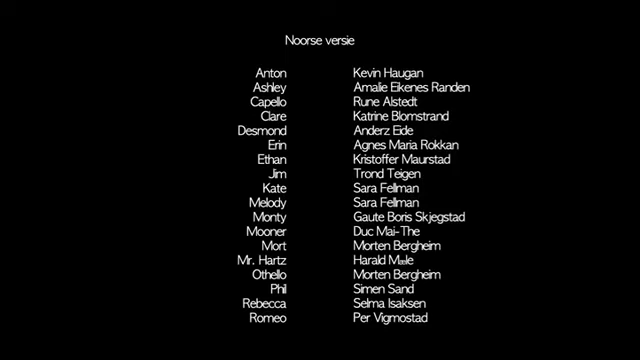 Noorse versie
Anton Kevin Haugan
Ashley Amalie Eikenes Randen
Capello Rune Alstedt
Clare Katrine Blomstrand
Desmond Anderz Eide
Erin Agnes Maria Rokkan
Ethan Kristoffer Maurstad
Jim Trond Teigen
Kate Sara Fellman
Melody Sara Fellman
Monty Gaute Boris Skjegstad
Mooner Duc Mai-The
Mort Morten Bergheim
Mr. Hartz Harald Mæle
Othello Morten Bergheim
Phil Simen Sand
Rebecca Selma Isaksen
Romeo Per Vigmostad